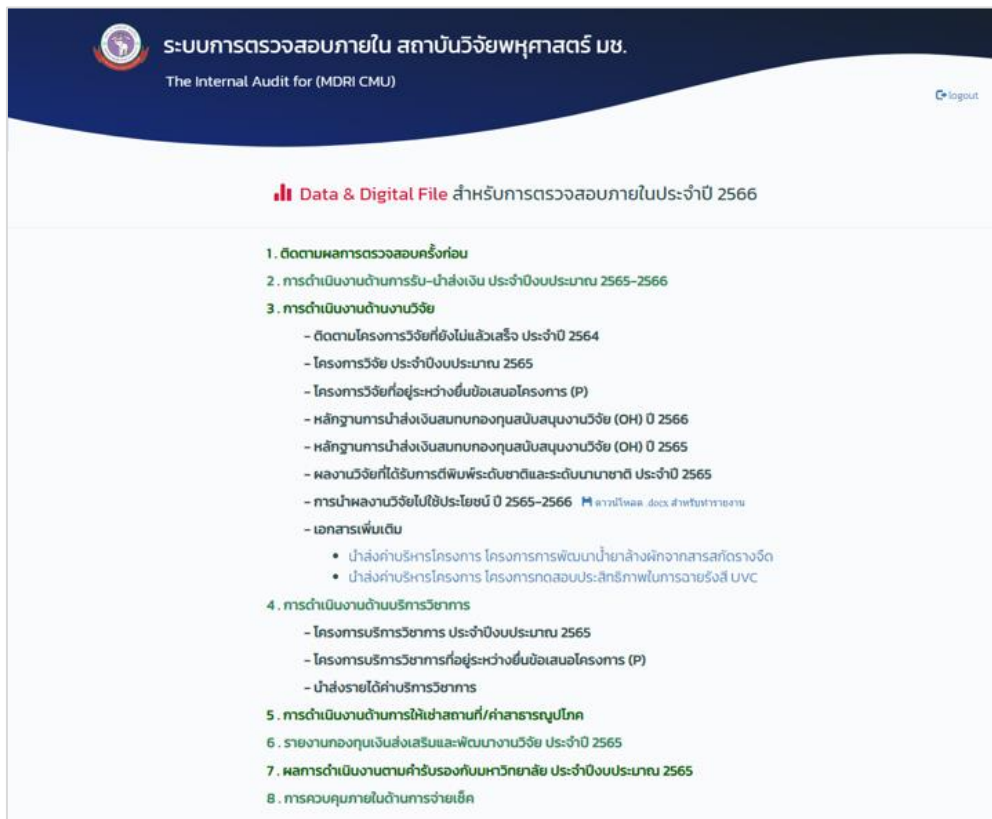 ระบบการตรวจสอบภายใน สถาบันวิจัยพหุศาสตร์ มช.
The Internal Audit for (MDRI CMU)
logout
Data & Digital File สำหรับการตรวจสอบภายในประจำปี 2566
1 . ติดตามผลการตรวจสอบครั้งก่อน
2 . การดำเนินงานด้านการรับ-นำส่งเงิน ประจำปีงบประมาณ 2565-2566
3 . การดำเนินงานด้านงานวิจัย
- ติดตามโครงการวิจัยที่ยังไม่แล้วเสร็จ ประจำปี 2564
- โครงการวิจัย ประจำปีงบประมาณ 2565
- โครงการวิจัยที่อยู่ระหว่างยื่นข้อเสนอโครงการ (P)
- หลักฐานการนำส่งเงินสมทบกองทุนสนับสนุนงานวิจัย (OH) ปี 2566
- หลักฐานการนำส่งเงินสมทบกองทุนสนับสนุนงานวิจัย (OH) ปี 2565
- ผลงานวิจัยที่ได้รับการตีพิมพ์ระดับชาติและระดับนานาชาติ ประจำปี 2565
- การนำผลงานวิจัยไปใช้ประโยชน์ ปี 2565-2566 ดาวน์โหลด .docx สำหรับทำรายงาน
- เอกสารเพิ่มเติม
• นำส่งค่าบริหารโครงการ โครงการการพัฒนาน้ำยาล้างผักจากสารสกัดรางจืด
• นำส่งค่าบริหารโครงการ โครงการทดสอบประสิทธิภาพในการฉายรังสี UVC
4 . การดำเนินงานด้านบริการวิชาการ
- โครงการบริการวิชาการ ประจำปีงบประมาณ 2565
- โครงการบริการวิชาการที่อยู่ระหว่างยื่นข้อเสนอโครงการ (P)
- นำส่งรายได้ค่าบริการวิชาการ
5 . การดำเนินงานด้านการให้เช่าสถานที่/ค่าสาธารณูปโภค
6 . รายงานกองทุนเงินส่งเสริมและพัฒนางานวิจัย ประจำปี 2565
7 . ผลการดำเนินงานตามคำรับรองกับมหาวิทยาลัย ประจำปีงบประมาณ 2565
8 . การควบคุมภายในด้านการจ่ายเช็ค